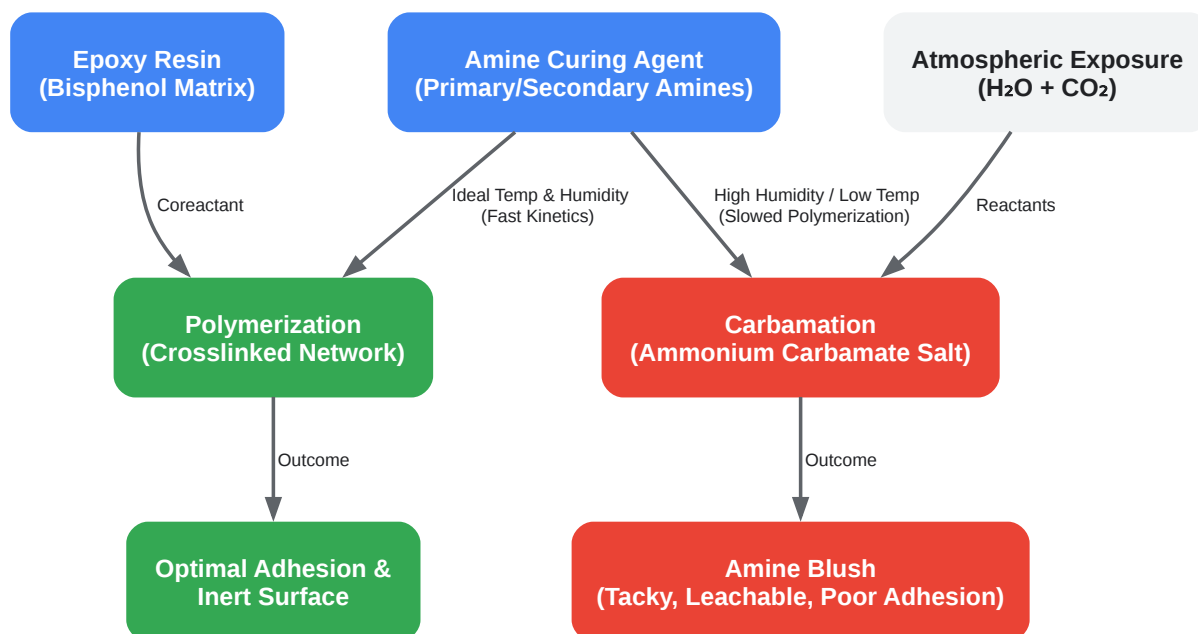 Epoxy Resin
(Bisphenol Matrix)
Amine Curing Agent
(Primary/Secondary Amines)
Atmospheric Exposure
(H₂O + CO₂)
Coreactant
Ideal Temp & Humidity
(Fast Kinetics)
High Humidity / Low Temp
(Slowed Polymerization)
Reactants
Polymerization
(Crosslinked Network)
Carbamation
(Ammonium Carbamate Salt)
Outcome
Outcome
Optimal Adhesion &
Inert Surface
Amine Blush
(Tacky, Leachable, Poor Adhesion)